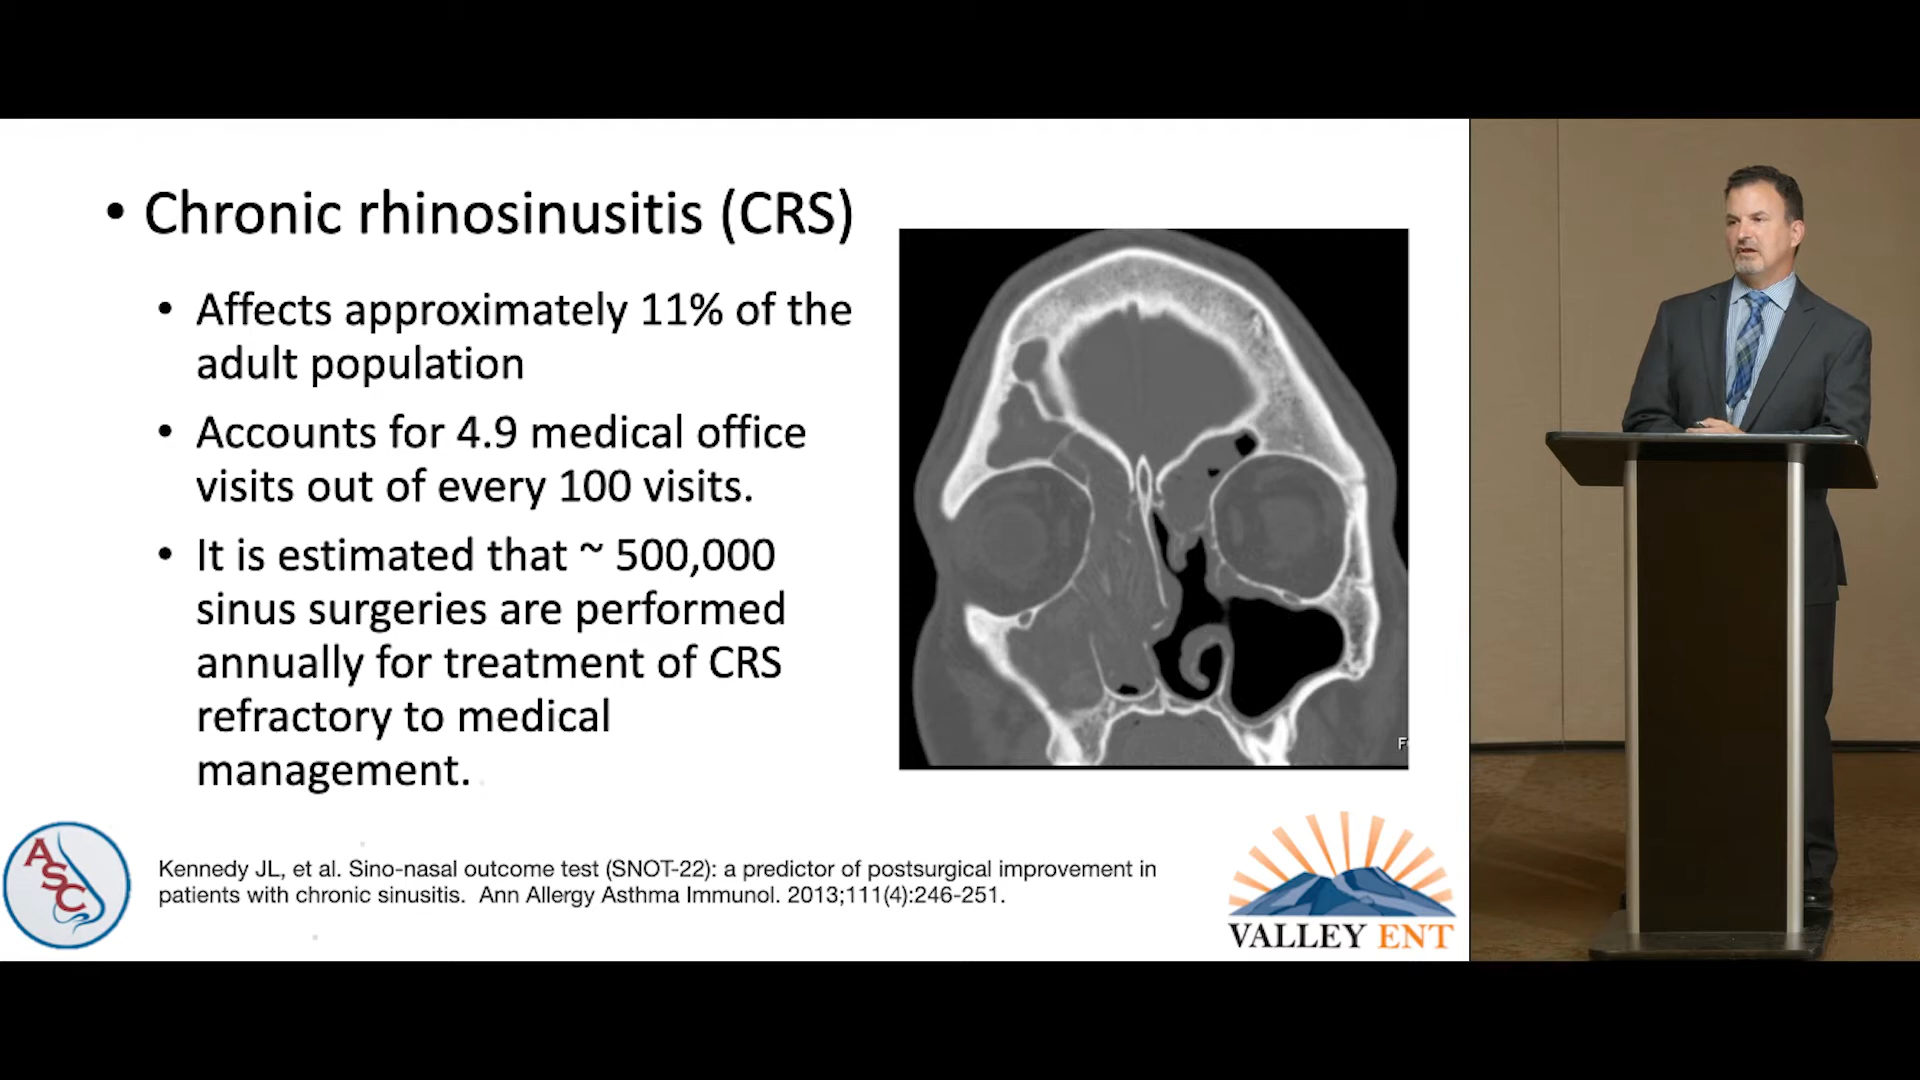 • Chronic rhinosinusitis (CRS)
• Affects approximately 11% of the
adult population
• Accounts for 4.9 medical office
visits out of every 100 visits.
• It is estimated that ~ 500,000
sinus surgeries are performed
annually for treatment of CRS
refractory to medical
management.
F
ASC
Kennedy JL, et al. Sino-nasal outcome test (SNOT-22): a predictor of postsurgical improvement in
patients with chronic sinusitis. Ann Allergy Asthma Immunol. 2013;111(4):246-251.
VALLEY ENT